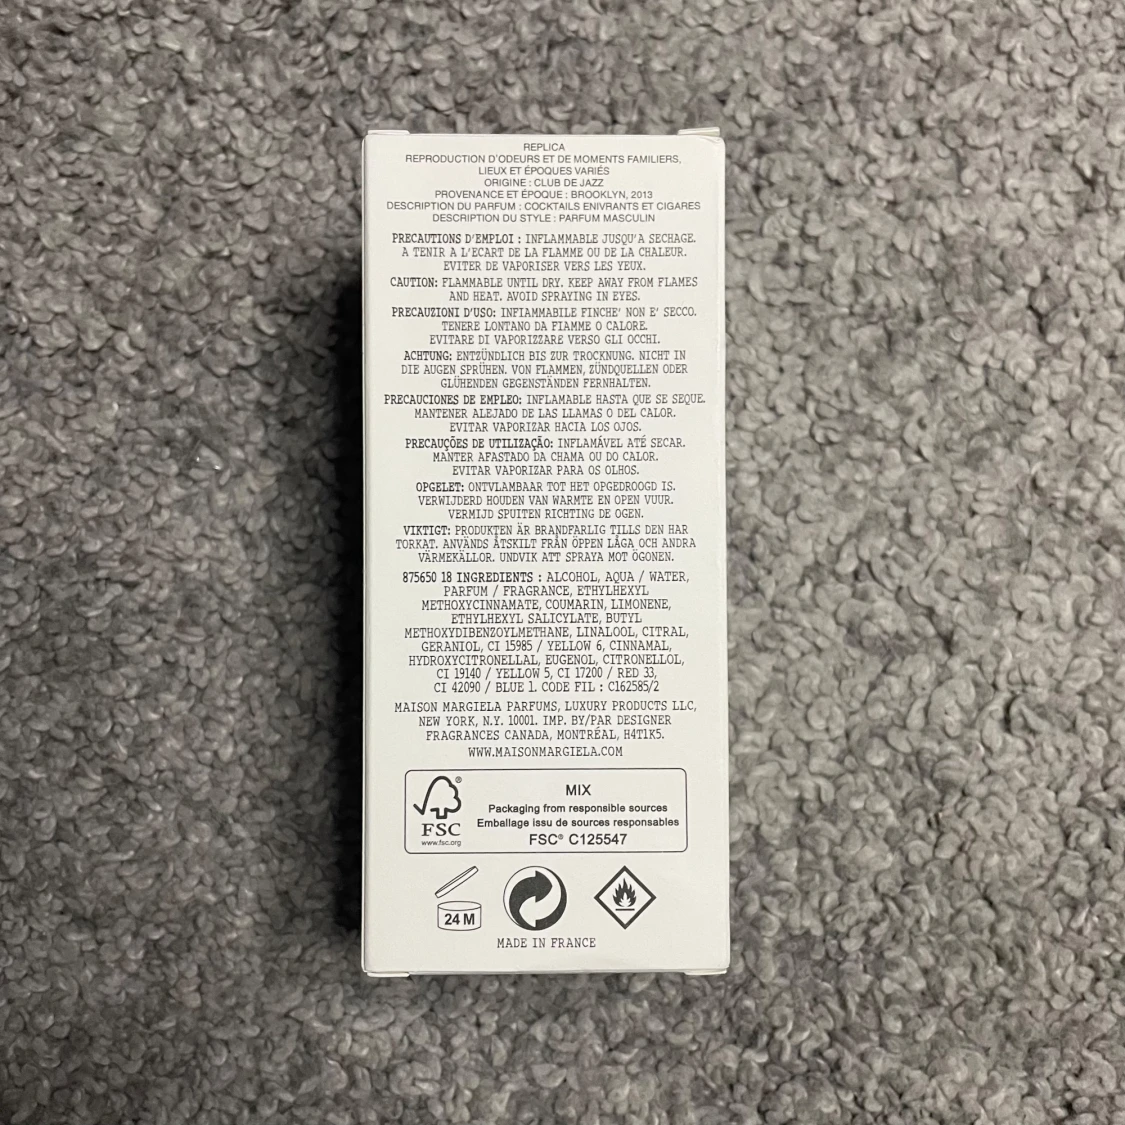 REPLICA
REPRODUCTION D'ODEURS ET DE MOMENTS FAMILIERS,
LIEUX ET ÉPOQUES VARIÉS
ORIGINE : CLUB DE JAZZ
PROVENANCE ET ÉPOQUE : BROOKLYN, 2013
DESCRIPTION DU PARFUM : COCKTAILS ENIVRANTS ET CIGARES
DESCRIPTION DU STYLE : PARFUM MASCULIN
PRECAUTIONS D'EMPLOI : INFLAMMABLE JUSQU'A SECHAGE.
A TENIR A L'ECART DE LA FLAMME OU DE LA CHALEUR.
EVITER DE VAPORISER VERS LES YEUX.
CAUTION: FLAMMABLE UNTIL DRY. KEEP AWAY FROM FLAMES
AND HEAT. AVOID SPRAYING IN EYES.
PRECAUZIONI D'USO: INFIAMMABILE FINCHE' NON E' SECCO.
TENERE LONTANO DA FIAMME O CALORE.
EVITARE DI VAPORIZZARE VERSO GLI OCCHI.
ACHTUNG: ENTZÜNDLICH BIS ZUR TROCKNUNG. NICHT IN
DIE AUGEN SPRÜHEN. VON FLAMMEN, ZÜNDQUELLEN ODER
GLÜHENDEN GEGENSTÄNDEN FERNHALTEN.
PRECAUCIONES DE EMPLEO: INFLAMABLE HASTA QUE SE SEQUE.
MANTENER ALEJADO DE LAS LLAMAS O DEL CALOR.
EVITAR VAPORIZAR HACIA LOS OJOS.
PRECAUÇÕES DE UTILIZAÇÃO: INFLAMÁVEL ATÉ SECAR.
MANTER AFASTADO DA CHAMA OU DO CALOR.
EVITAR VAPORIZAR PARA OS OLHOS.
OPGELET: ONTVLAMBAAR TOT HET OPGEDROOGD IS.
VERWIJDERD HOUDEN VAN WARMTE EN OPEN VUUR.
VERMIJD SPUITEN RICHTING DE OGEN.
VIKTIGT: PRODUKTEN ÄR BRANDFARLIG TILLS DEN HAR
TORKAT. ANVÄNDS ÅTSKILT FRÅN ÖPPEN LÅGA OCH ANDRA
VÄRMEKÄLLOR. UNDVIK ATT SPRAYA MOT ÖGONEN.
875650 18 INGREDIENTS : ALCOHOL, AQUA / WATER,
PARFUM / FRAGRANCE, ETHYLHEXYL
METHOXYCINNAMATE, COUMARIN, LIMONENE,
ETHYLHEXYL SALICYLATE, BUTYL
METHOXYDIBENZOYLMETHANE, LINALOOL, CITRAL,
GERANIOL, CI 15985 / YELLOW 6, CINNAMAL,
HYDROXYCITRONELLAL, EUGENOL, CITRONELLOL,
CI 19140 / YELLOW 5, CI 17200 / RED 33,
CI 42090 / BLUE 1. CODE FIL : C162585/2
MAISON MARGIELA PARFUMS, LUXURY PRODUCTS LLC,
NEW YORK, N.Y. 10001. IMP. BY/PAR DESIGNER
FRAGRANCES CANADA, MONTRÉAL, H4T1K5.
WWW.MAISONMARGIELA.COM
MIX
Packaging from responsible sources
Emballage issu de sources responsables
FSC® C125547
®
FSC
www.fsc.org
24 M
MADE IN FRANCE